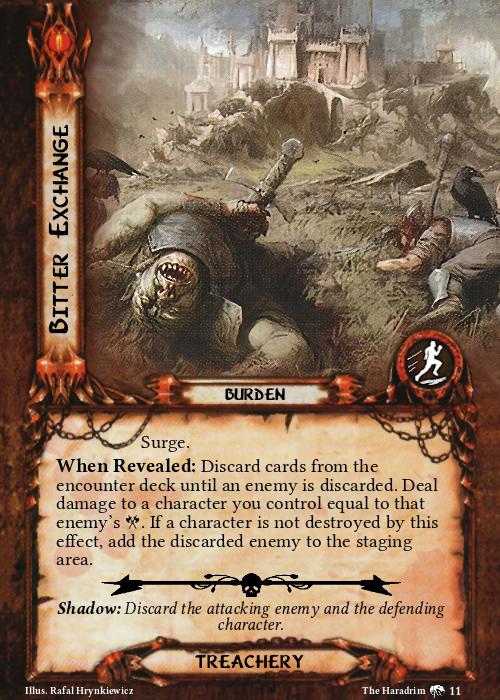 BITTER EXCHANGE
BURDEN
Surge.
When Revealed: Discard cards from the
encounter deck until an enemy is discarded. Deal
damage to a character you control equal to that
enemy's . If a character is not destroyed by this
effect, add the discarded enemy to the staging
area.
Shadow: Discard the attacking enemy and the defending
character.
TREACHERY
Illus. Rafal Hrynkiewicz
The Haradrim 11